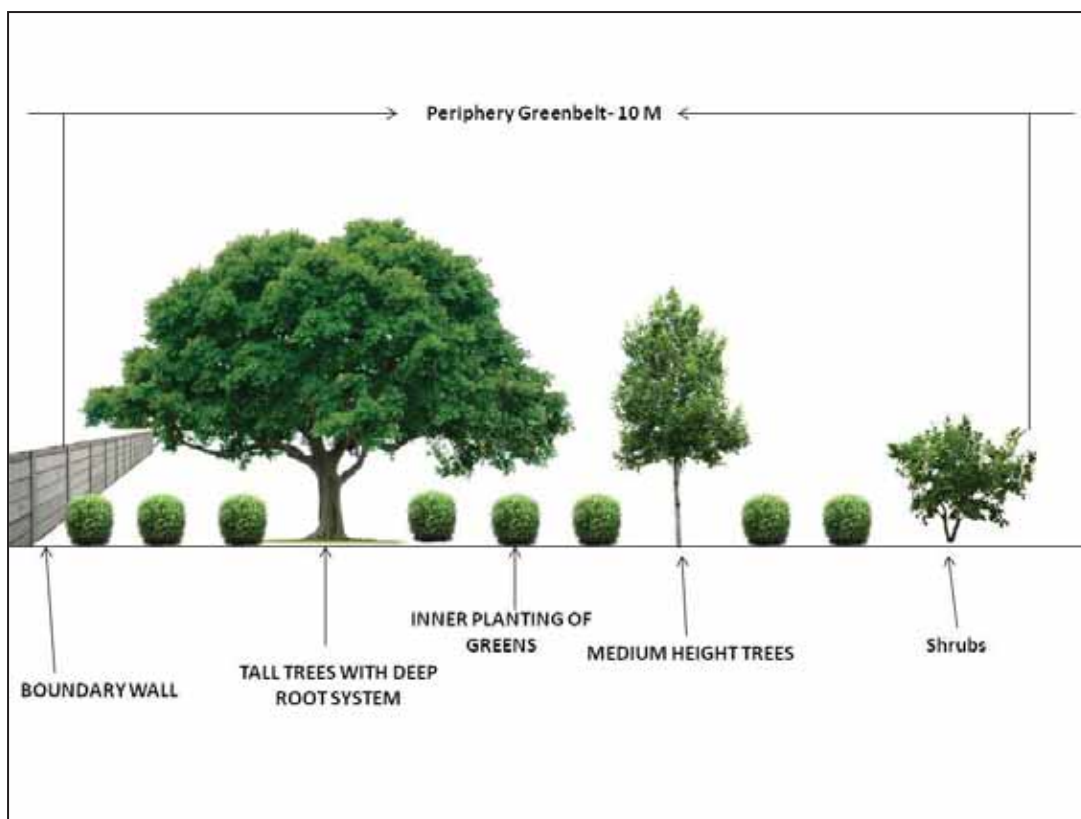 Periphery Greenbelt- 10 M
INNER PLANTING OF
GREENS
MEDIUM HEIGHT TREES
Shrubs
TALL TREES WITH DEEP
ROOT SYSTEM
BOUNDARY WALL